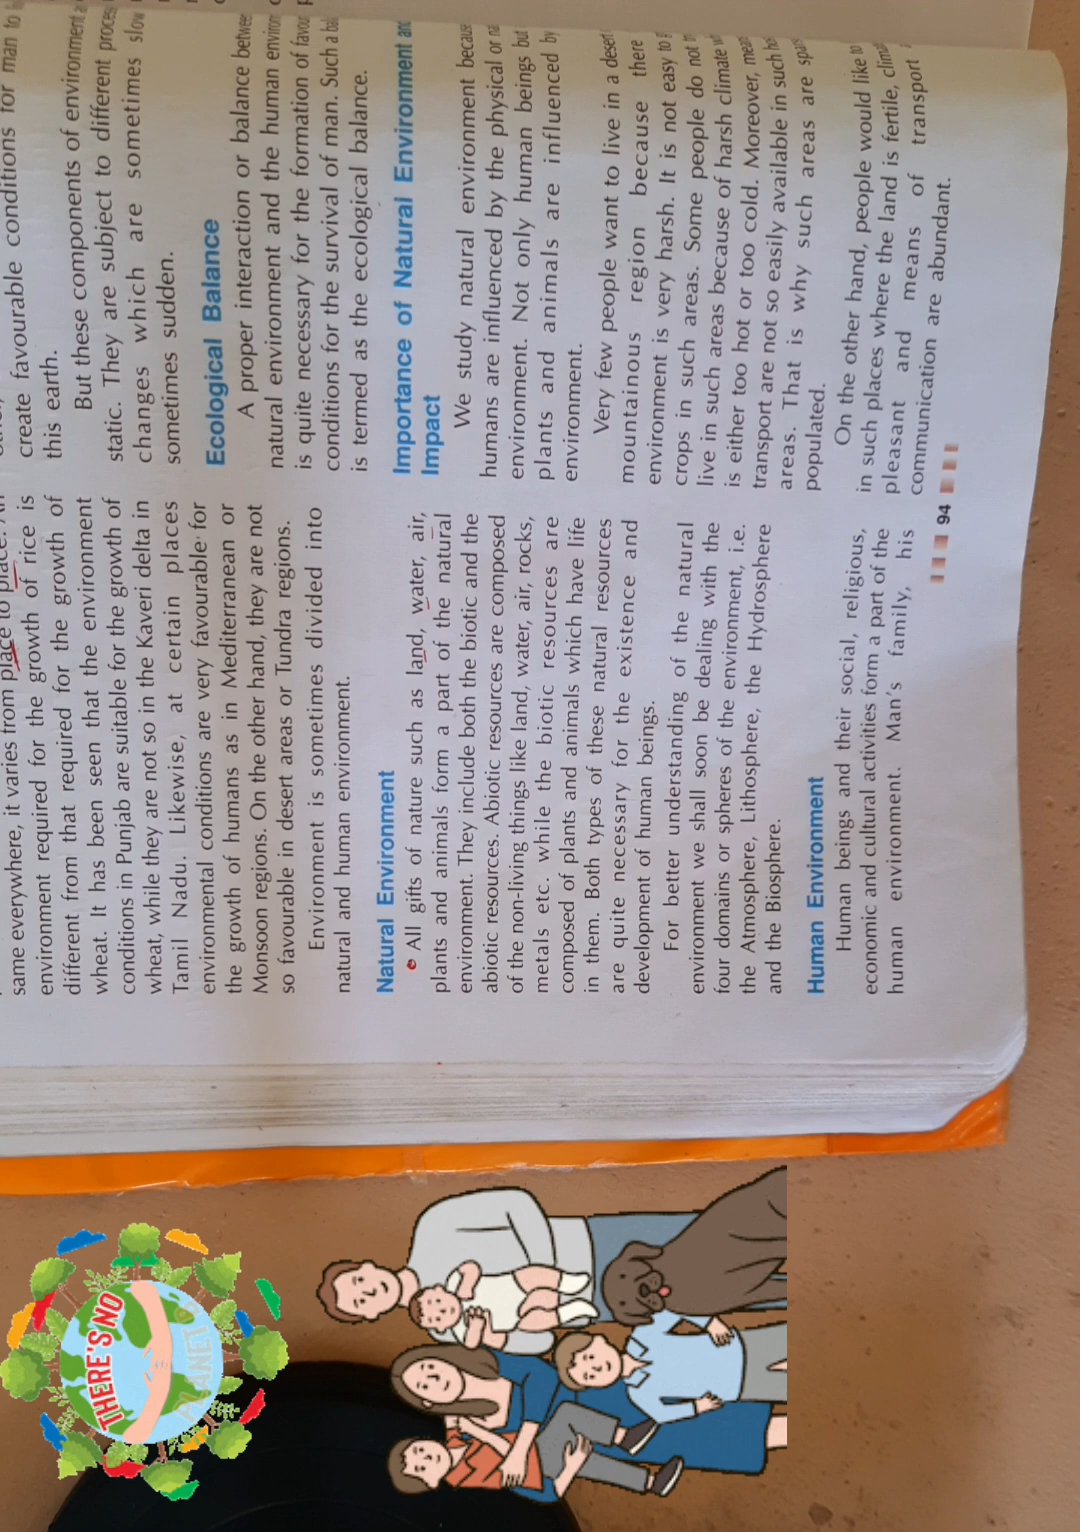 same everywhere, it varies from place to place.
environment required for the growth of rice is
different from that required for the growth of
wheat. It has been seen that the environment
conditions in Punjab are suitable for the growth of
wheat, while they are not so in the Kaveri delta in
Tamil Nadu. Likewise, at certain places
environmental conditions are very favourable for
the growth of humans as in Mediterranean or
Monsoon regions. On the other hand, they are not
so favourable in desert areas or Tundra regions.
Environment is sometimes divided into
natural and human environment.
Natural Environment
All gifts of nature such as land, water, air,
plants and animals form a part of the natural
environment. They include both the biotic and the
abiotic resources. Abiotic resources are composed
of the non-living things like land, water, air, rocks,
metals etc. while the biotic resources are
composed of plants and animals which have life
in them. Both types of these natural resources
are quite necessary for the existence and
development of human beings.
For better understanding of the natural
environment we shall soon be dealing with the
four domains or spheres of the environment, i.e.
the Atmosphere, Lithosphere, the Hydrosphere
and the Biosphere.
Human Environment
Human beings and their social, religious,
economic and cultural activities form a part of the
human environment. Man's family, his
create favourable conditions for man to
this earth.
But these components of environment
static. They are subject to different
changes which are sometimes slow
sometimes sudden.
Ecological Balance
A proper interaction or balance
natural environment and the human
is quite necessary for the formation of
conditions for the survival of man. Such a
is termed as the ecological balance.
Importance of Natural Environment
Impact
We study natural environment
humans are influenced by the physical or
environment. Not only human beings but
plants and animals are influenced by
environment.
Very few people want to live in a
mountainous region because there
environment is very harsh. It is not easy to
crops in such areas. Some people do not
live in such areas because of harsh climate
is either too hot or too cold. Moreover,
transport are not so easily available in such
areas. That is why such areas are
populated.
On the other hand, people would like to
in such places where the land is fertile,
pleasant and means of transport
communication are abundant.
94
THERE'S NO
PLANET B